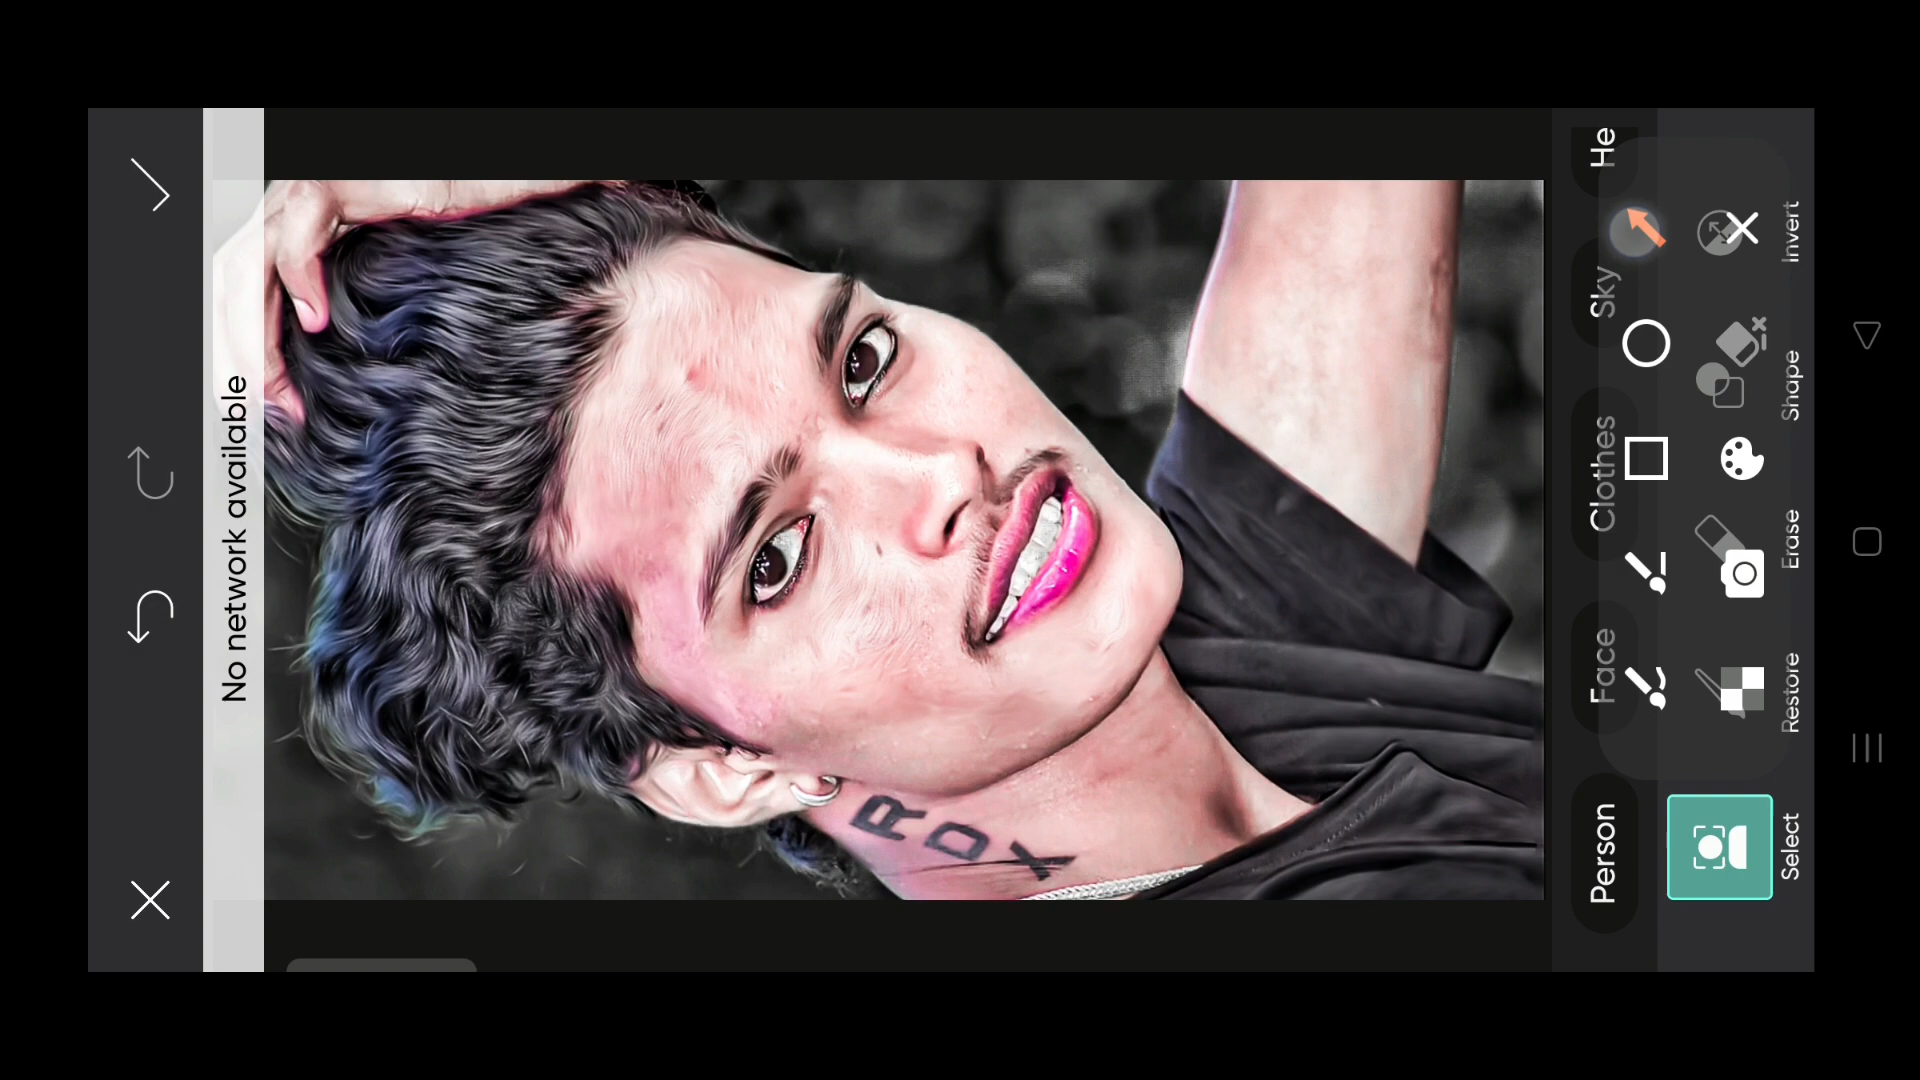 No network available
RDX
Person
Face
Clothes
Sky
He
Select
Restore
Erase
Shape
Invert